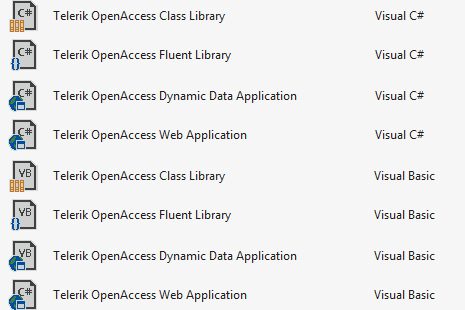 C# Telerik OpenAccess Class Library Visual C#
C# {} Telerik OpenAccess Fluent Library Visual C#
C# Telerik OpenAccess Dynamic Data Application Visual C#
C# Telerik OpenAccess Web Application Visual C#
VB Telerik OpenAccess Class Library Visual Basic
VB {} Telerik OpenAccess Fluent Library Visual Basic
VB Telerik OpenAccess Dynamic Data Application Visual Basic
C# Telerik OpenAccess Web Application Visual Basic